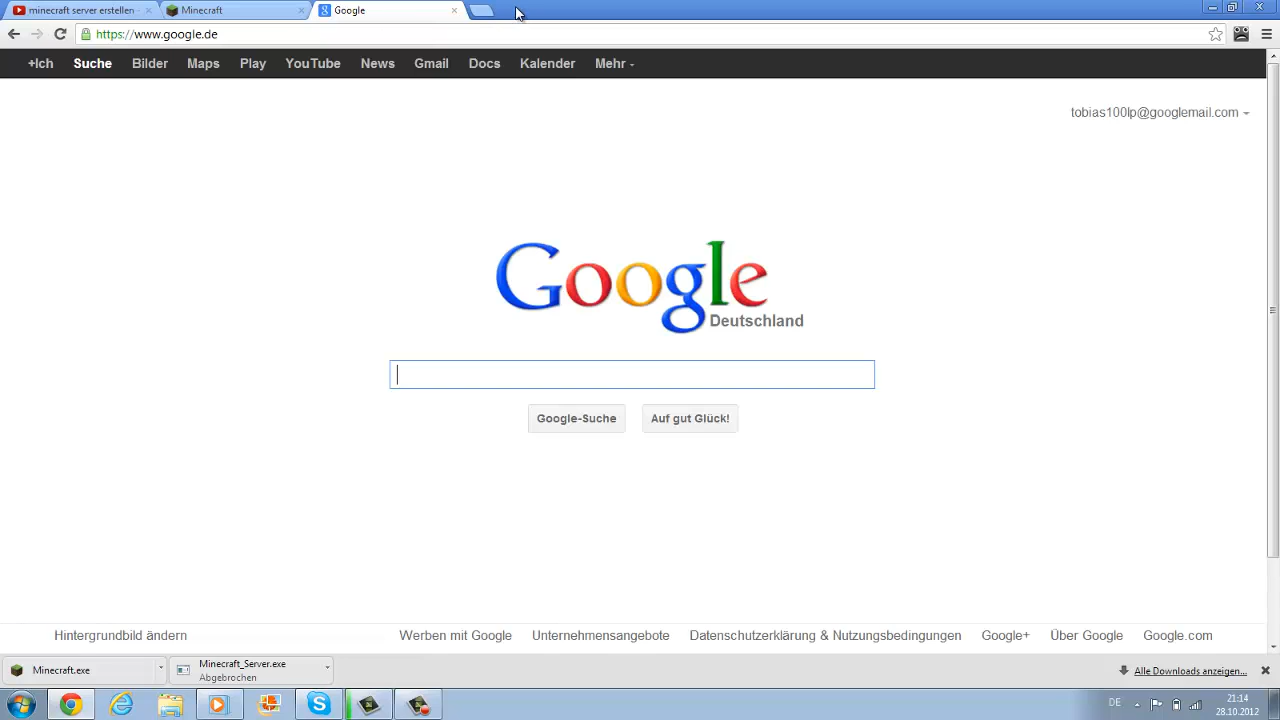 minecraft server erstellen -
Minecraft
Google
https://www.google.de
+Ich Suche Bilder Maps Play YouTube News Gmail Docs Kalender Mehr
tobias100lp@googlemail.com
Google
Deutschland
Google-Suche Auf gut Glück!
Hintergrundbild ändern Werben mit Google Unternehmensangebote Datenschutzerklärung & Nutzungsbedingungen Google+ Über Google Google.com
Minecraft.exe
Minecraft_Server.exe
Abgebrochen
Alle Downloads anzeigen...
DE
21:14
28.10.2012